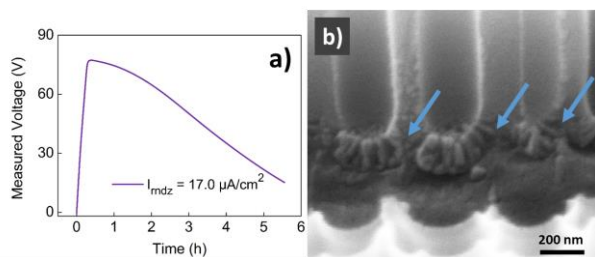 a)
90
60
30
0
Measured Voltage (V)
I_mdz = 17.0 µA/cm²
0 1 2 3 4 5 6
Time (h)
b)
200 nm